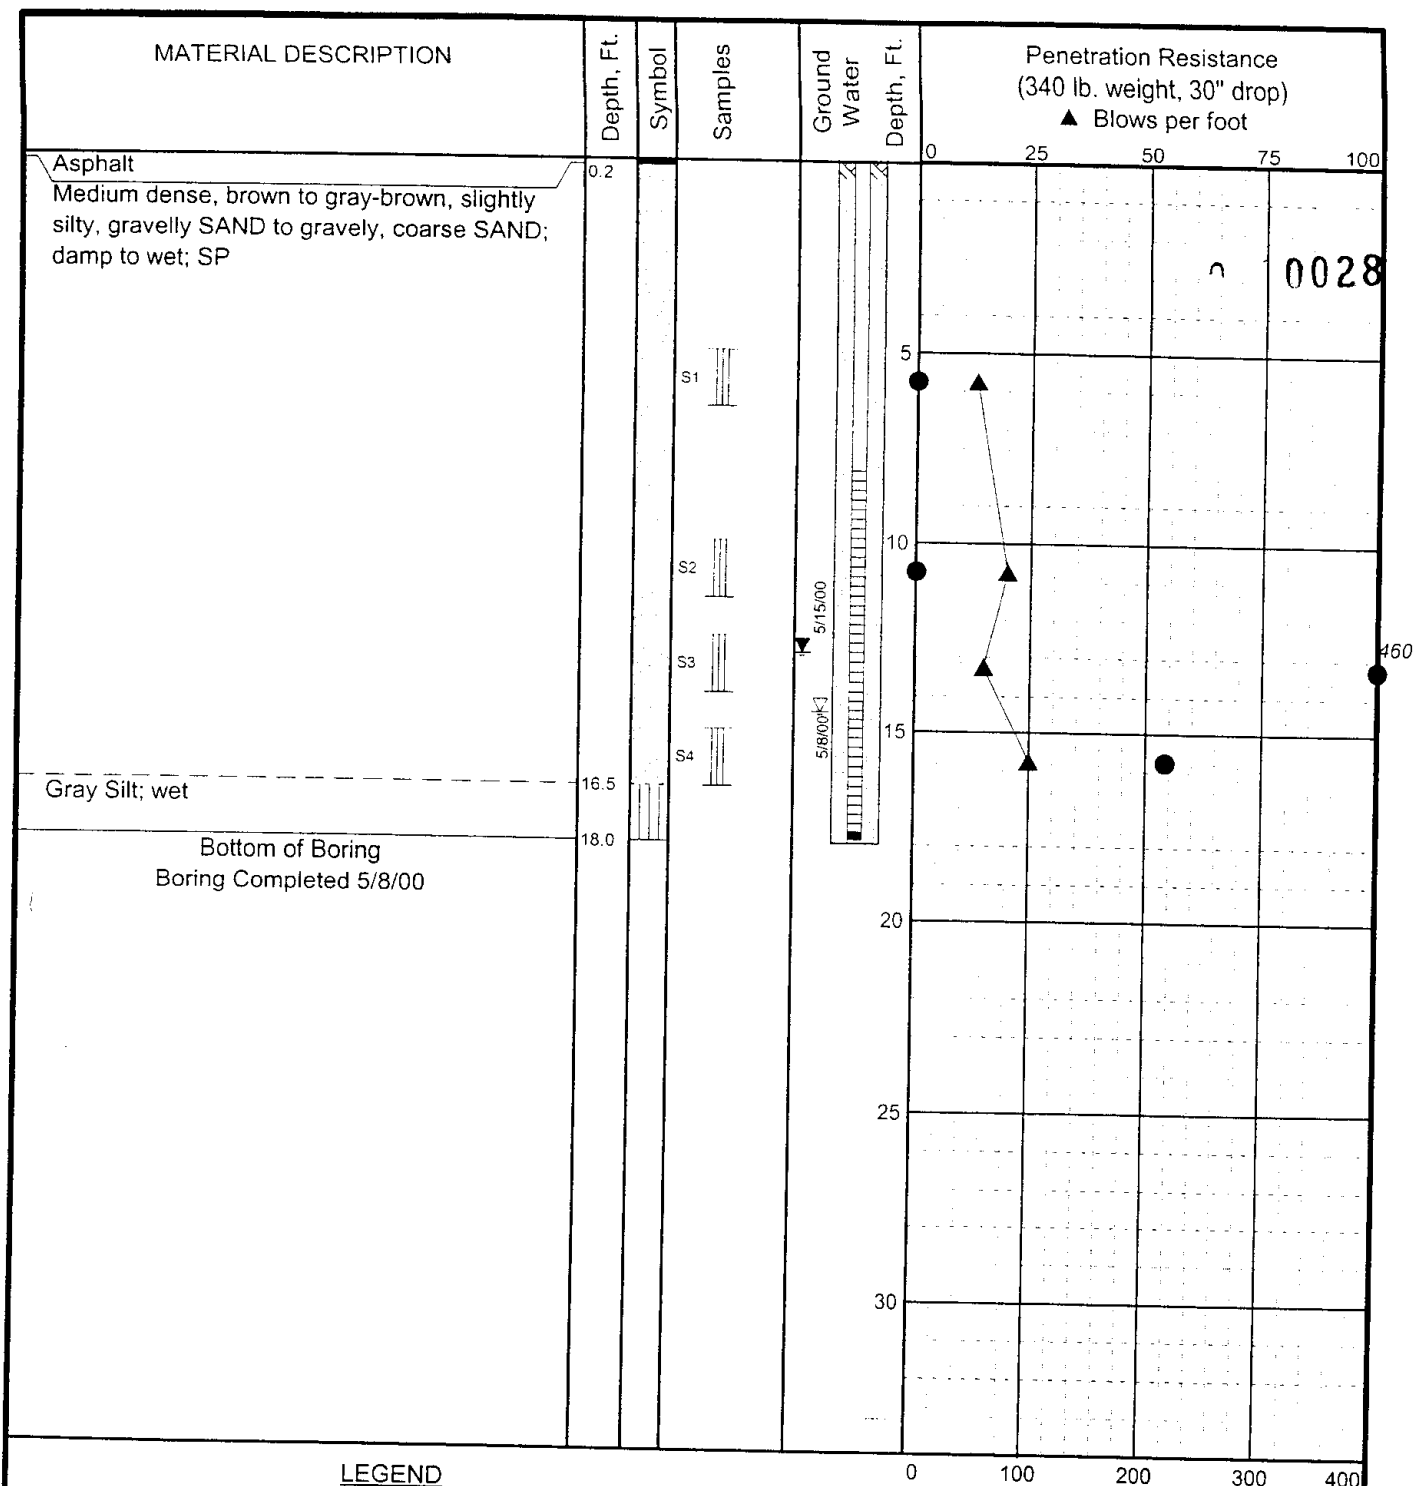 MATERIAL DESCRIPTION
Depth, Ft.
Symbol
Samples
Ground
Water
Depth, Ft.
Penetration Resistance
(340 lb. weight, 30" drop)
▲ Blows per foot
0 25 50 75 100
Asphalt
0.2
Medium dense, brown to gray-brown, slightly
silty, gravelly SAND to gravely, coarse SAND;
damp to wet; SP
0028
5
S1
10
S2
5/15/00
S3
460
5/8/00
15
S4
16.5
Gray Silt; wet
18.0
Bottom of Boring
Boring Completed 5/8/00
20
25
30
LEGEND
0 100 200 300 400